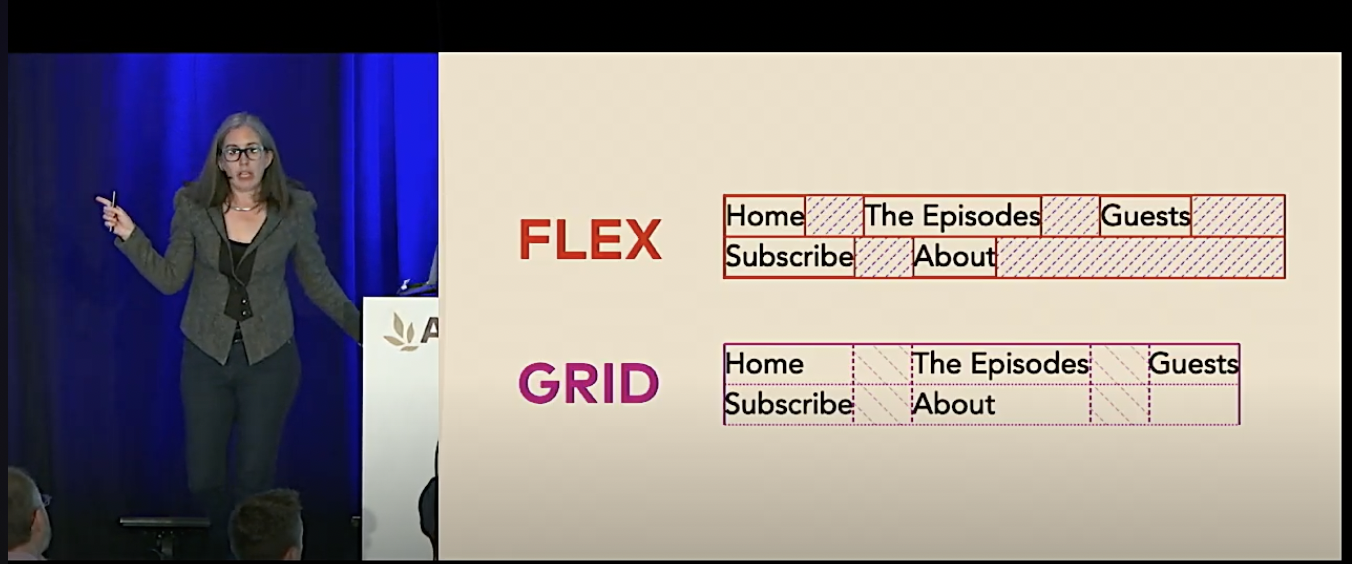 FLEX
Home The Episodes Guests
Subscribe About
GRID
Home The Episodes Guests
Subscribe About
A